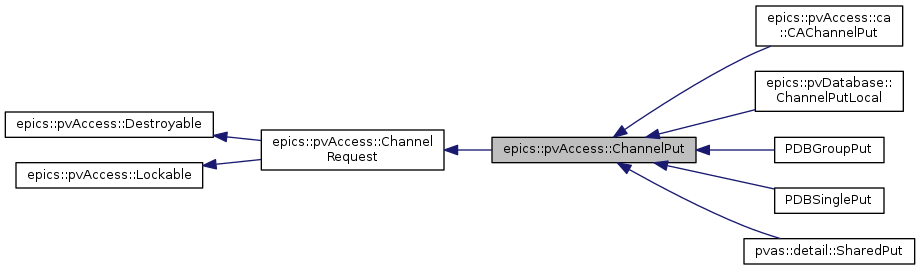 epics::pvAccess::Destroyable
epics::pvAccess::Lockable
epics::pvAccess::Channel
Request
epics::pvAccess::ChannelPut
epics::pvAccess::ca
::CAChannelPut
epics::pvDatabase::
ChannelPutLocal
PDBGroupPut
PDBSinglePut
pvas::detail::SharedPut